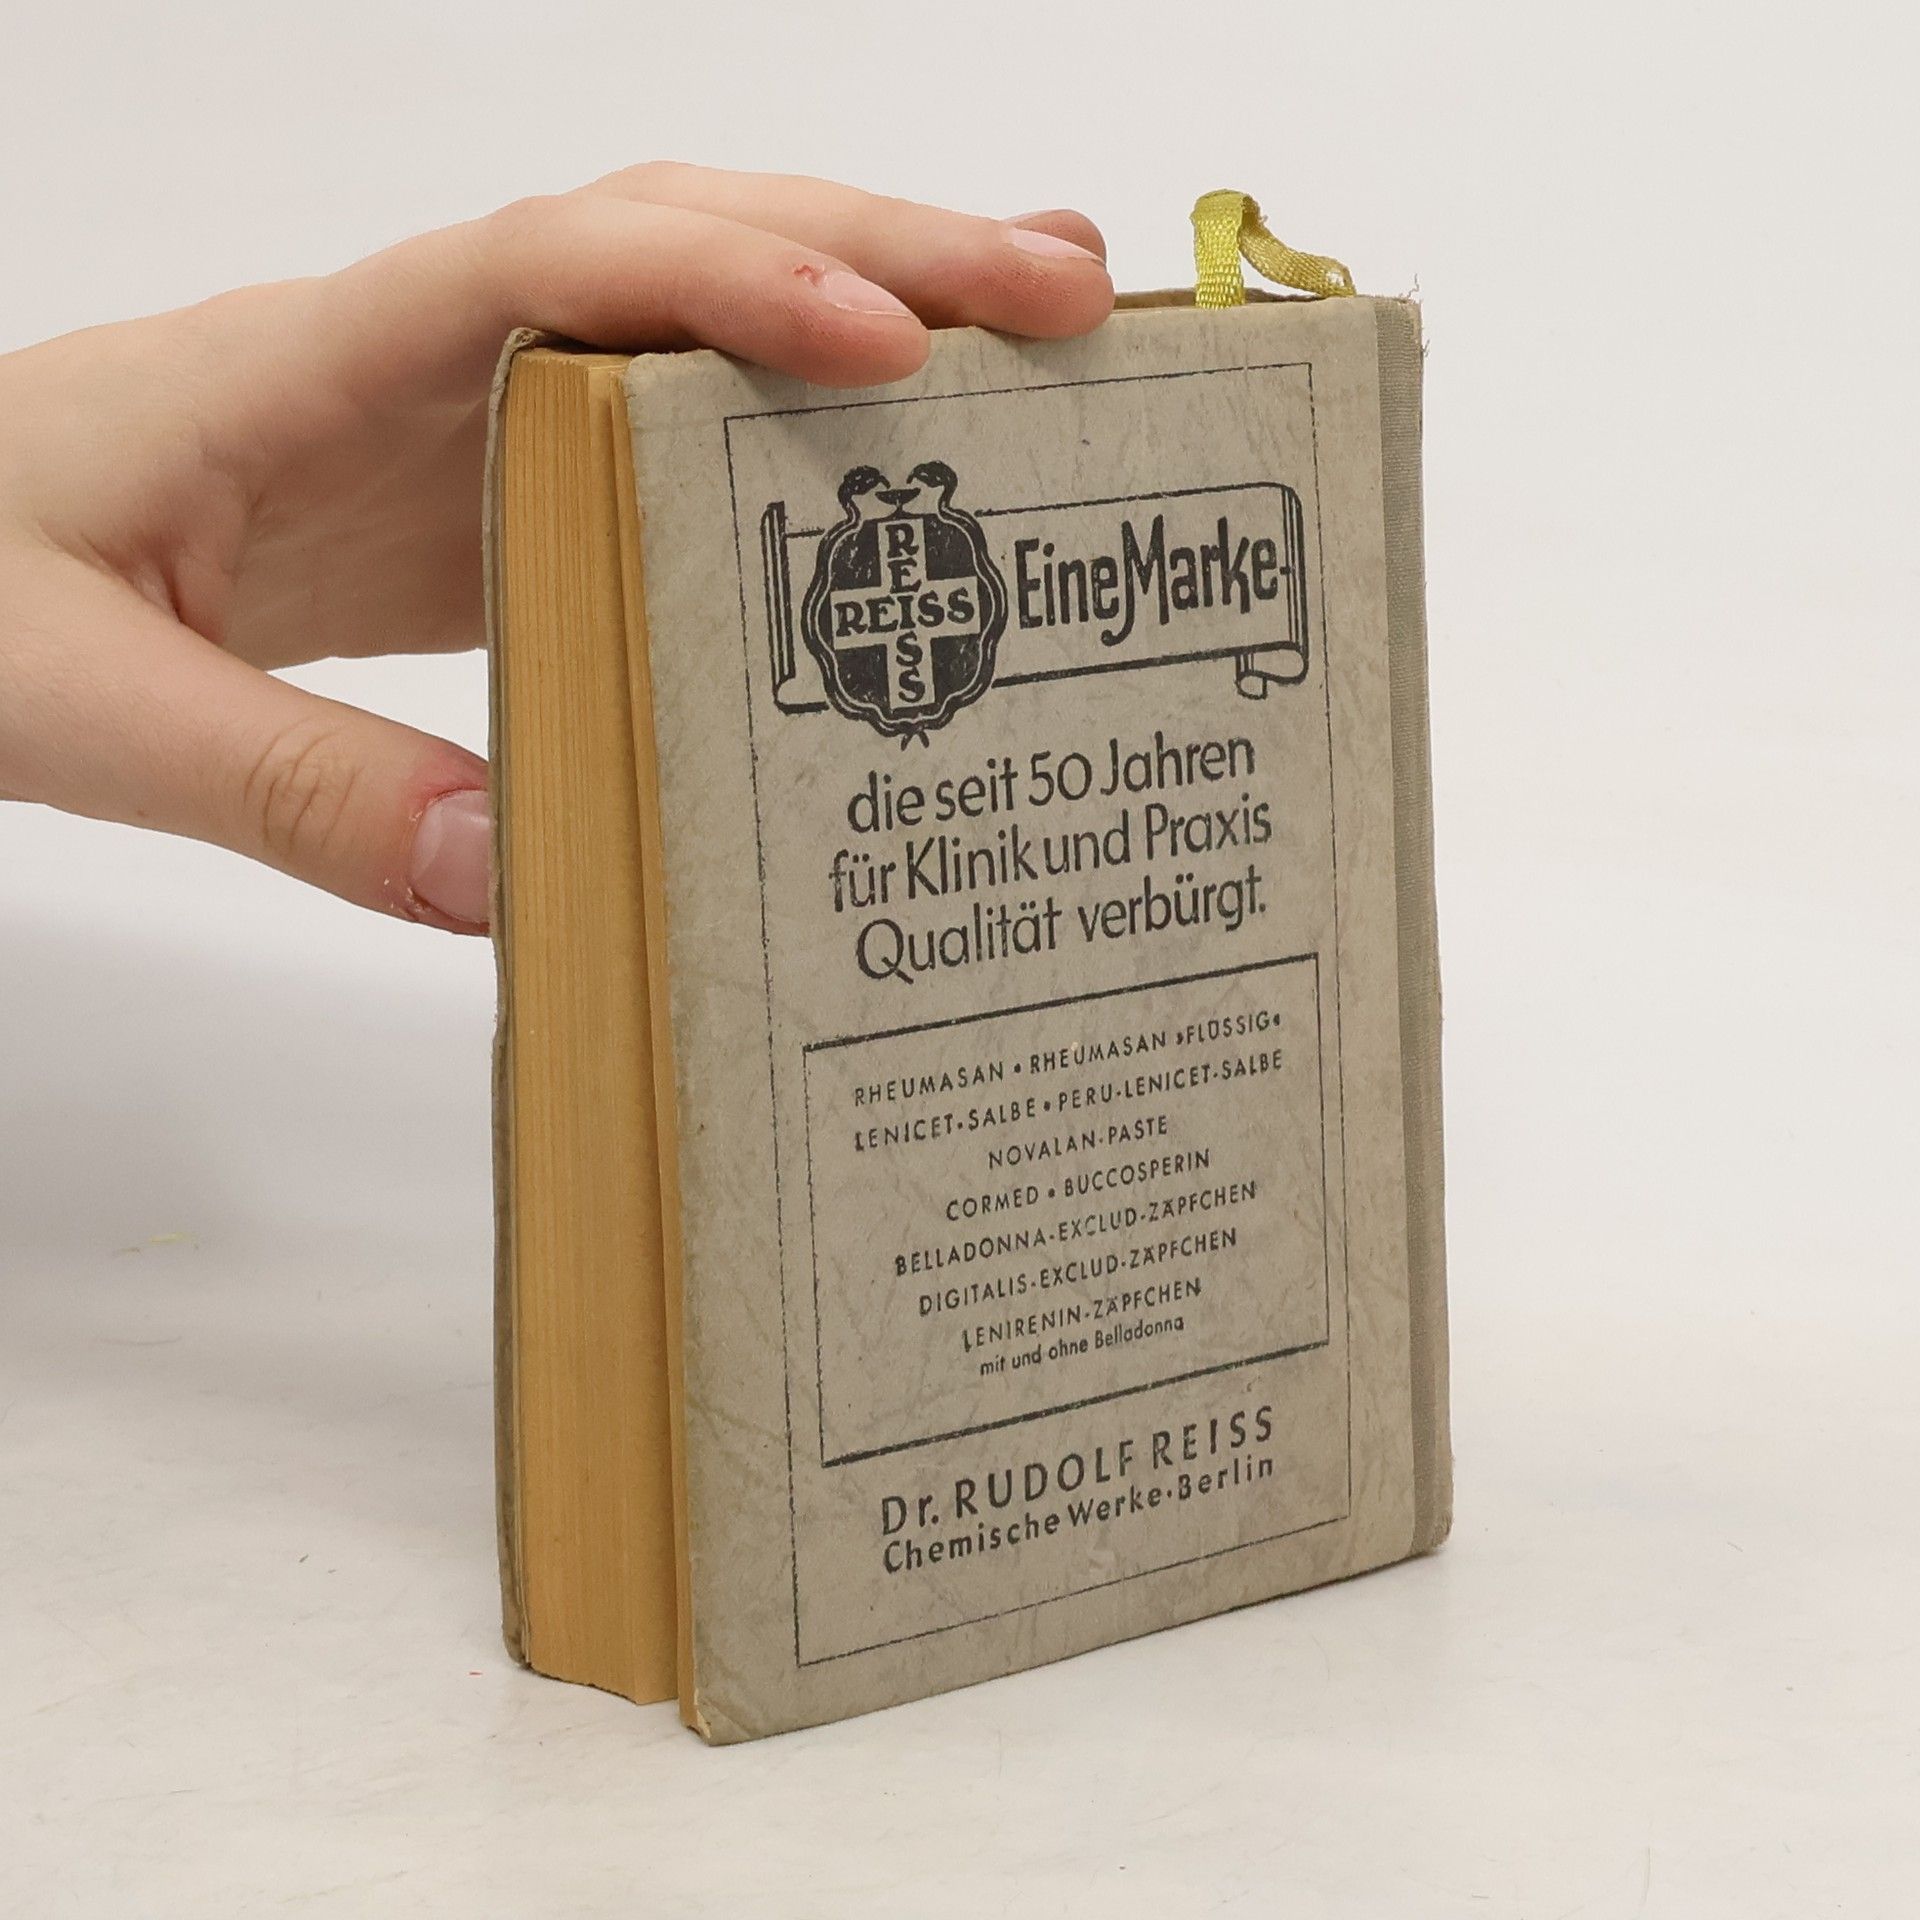 REISS
REISS
Eine Marke-
die seit 50 Jahren
für Klinik und Praxis
Qualität verbürgt.
RHEUMASAN • RHEUMASAN »FLÜSSIG«
LENICET-SALBE • PERU-LENICET-SALBE
NOVALAN-PASTE
CORMED • BUCCOSPERIN
BELLADONNA-EXCLUD-ZÄPFCHEN
DIGITALIS-EXCLUD-ZÄPFCHEN
LENIRENIN-ZÄPFCHEN
mit und ohne Belladonna
Dr. RUDOLF REISS
Chemische Werke·Berlin